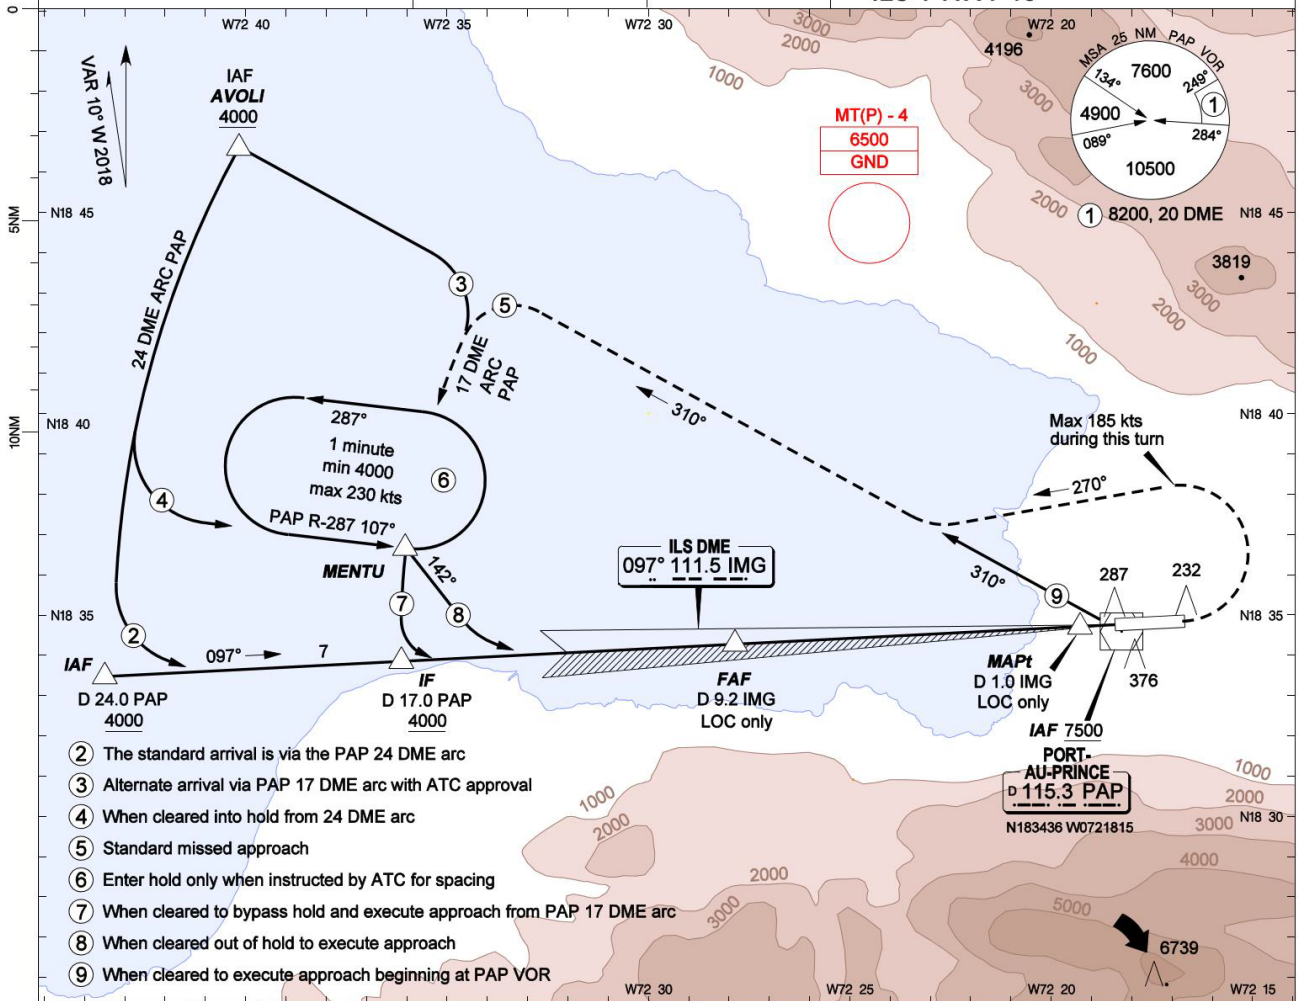 0
W72 40
W72 35
W72 30
W72 20
3000
2000
1000
4196
3000
MSA 25 NM PAP VOR
7600
134°
249°
1
4900
089°
284°
10500
VAR 10° W 2018
IAF
AVOLI
4000
MT(P) - 4
6500
GND
5NM
N18 45
2000
1 8200, 20 DME
N18 45
3819
3000
2000
1000
24 DME ARC PAP
3
5
17 DME
ARC
PAP
310°
10NM
N18 40
N18 40
287°
1 minute
min 4000
max 230 kts
6
PAP R-287 107°
4
Max 185 kts
during this turn
270°
MENTU
142°
ILS DME
097° 111.5 IMG
310°
287
232
N18 35
7
8
9
N18 35
2
IAF
097°
7
D 24.0 PAP
4000
IF
D 17.0 PAP
4000
FAF
D 9.2 IMG
LOC only
MAPt
D 1.0 IMG
LOC only
376
IAF 7500
PORT-
AU-PRINCE
D 115.3 PAP
N183436 W0721815
2 The standard arrival is via the PAP 24 DME arc
3 Alternate arrival via PAP 17 DME arc with ATC approval
4 When cleared into hold from 24 DME arc
5 Standard missed approach
6 Enter hold only when instructed by ATC for spacing
7 When cleared to bypass hold and execute approach from PAP 17 DME arc
8 When cleared out of hold to execute approach
9 When cleared to execute approach beginning at PAP VOR
1000
2000
2000
3000
1000
2000
N18 30
3000
4000
5000
6739
W72 30
W72 25
W72 20
W72 15